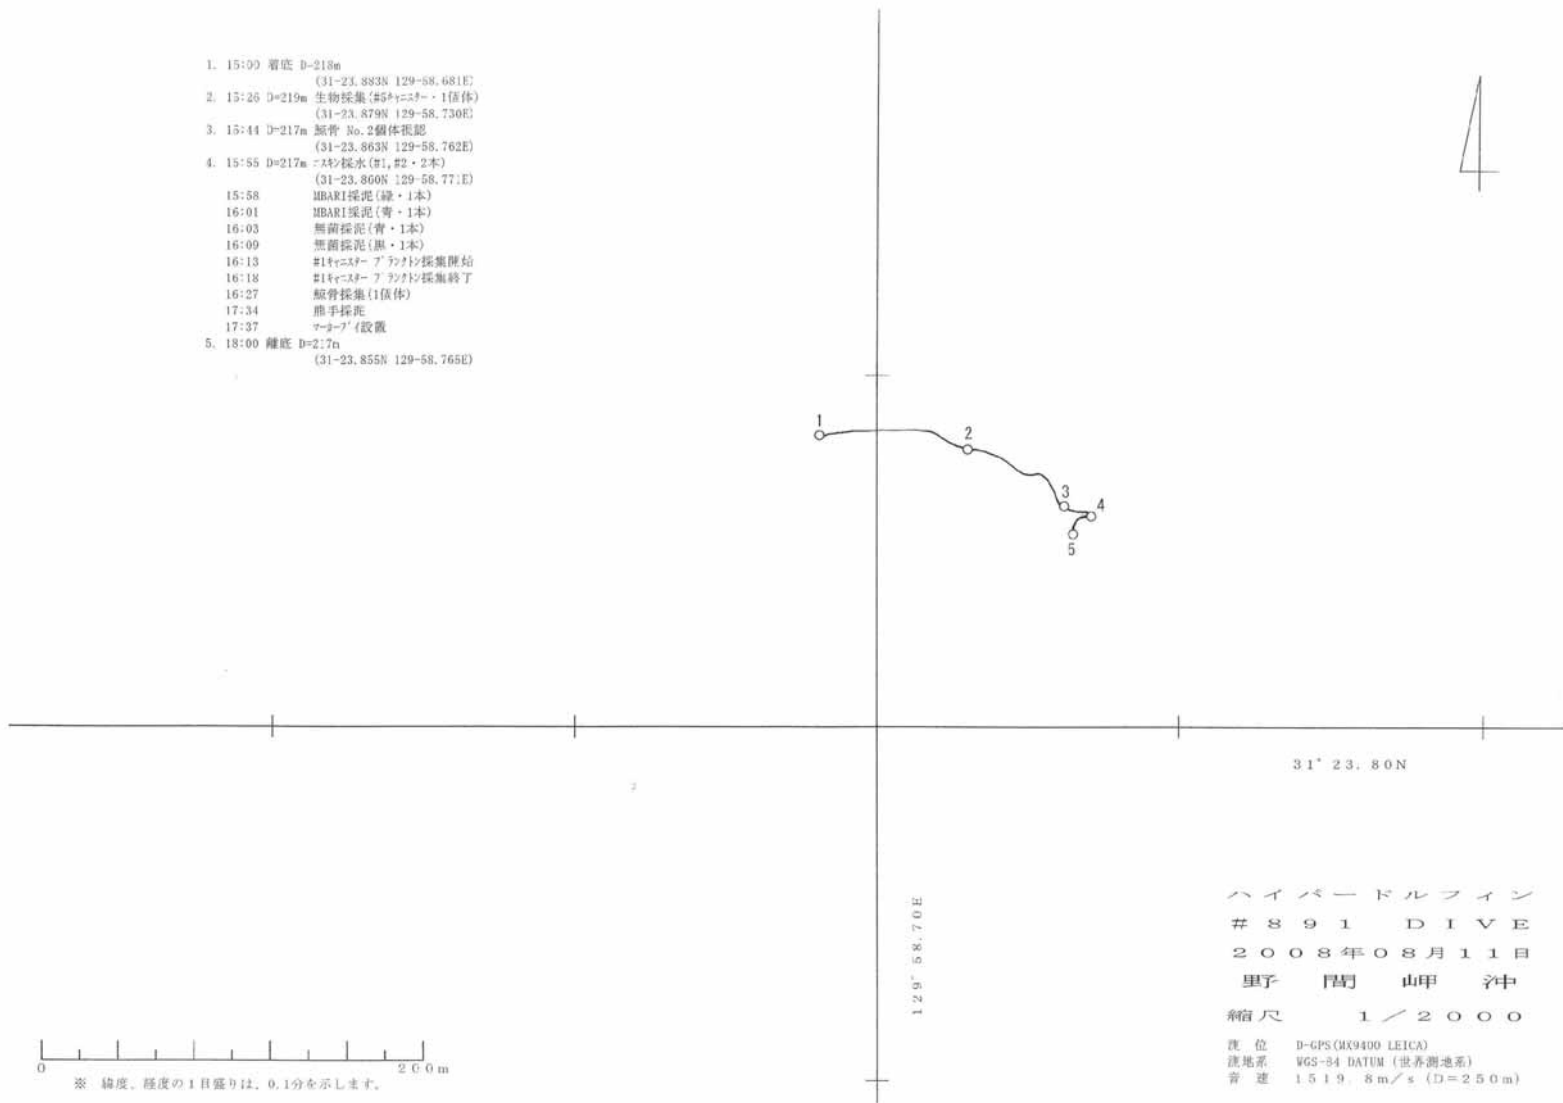 1. 15:00 着底 D=218m
(31-23.883N 129-58.681E)
2. 15:26 D=219m 生物採集(#5ｷｬﾆｽﾀｰ・1個体)
(31-23.879N 129-58.730E)
3. 15:44 D=217m 鯨骨 No.2個体視認
(31-23.863N 129-58.762E)
4. 15:55 D=217m ﾆｽｷﾝ採水(#1,#2・2本)
(31-23.860N 129-58.771E)
15:58 MBARI採泥(緑・1本)
16:01 MBARI採泥(青・1本)
16:03 無菌採泥(青・1本)
16:09 無菌採泥(黒・1本)
16:13 #1ｷｬﾆｽﾀｰ ﾌﾟﾗﾝｸﾄﾝ採集開始
16:18 #1ｷｬﾆｽﾀｰ ﾌﾟﾗﾝｸﾄﾝ採集終了
16:27 鯨骨採集(1個体)
17:34 熊手採泥
17:37 ﾏｰｶｰﾌﾞｲ設置
5. 18:00 離底 D=217m
(31-23.855N 129-58.765E)
1
2
3
4
5
31° 23.80N
129° 58.70E
ハイパードルフィン
#891 DIVE
2008年08月11日
野間岬沖
縮尺 1／2000
測位 D-GPS(MX9400 LEICA)
測地系 WGS-84 DATUM (世界測地系)
音速 1519.8m/s (D=250m)
0 200m
※ 緯度、経度の1目盛りは、0.1分を示します。
4